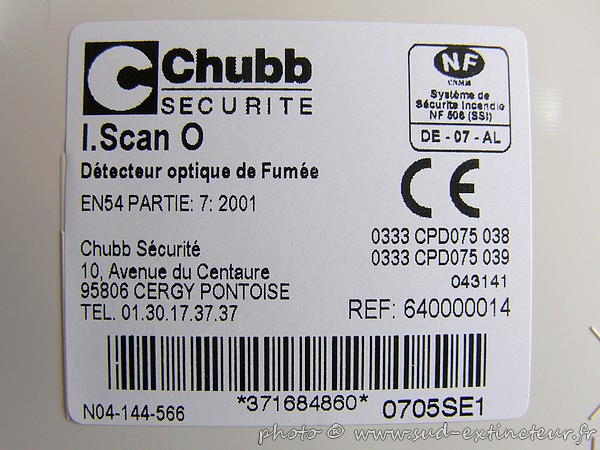 Chubb
SECURITE
I.Scan O
Détecteur optique de Fumée
EN54 PARTIE: 7: 2001
Chubb Sécurité
10, Avenue du Centaure
95806 CERGY PONTOISE
TEL. 01.30.17.37.37
NF
CNMIS
Système de
Sécurite Incendie
NF 508 (SSI)
DE - 07 - AL
CE
0333 CPD075 038
0333 CPD075 039
043141
REF: 640000014
*371684860*
N04-144-566
0705SE1
photo © www.sud-extincteur.fr